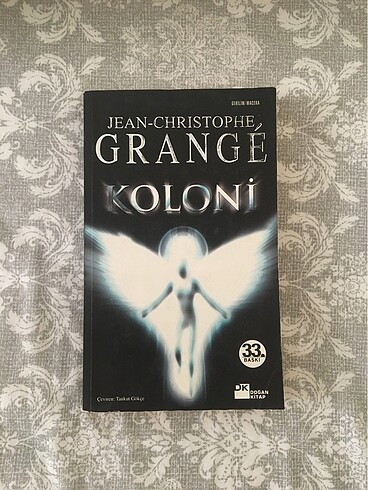 GERİLİM/MACERA
JEAN-CHRISTOPHE
GRANGÉ
KOLONİ
33.
BASKI
DK
DOĞAN
KİTAP
Çeviren: Tankut Gökçe